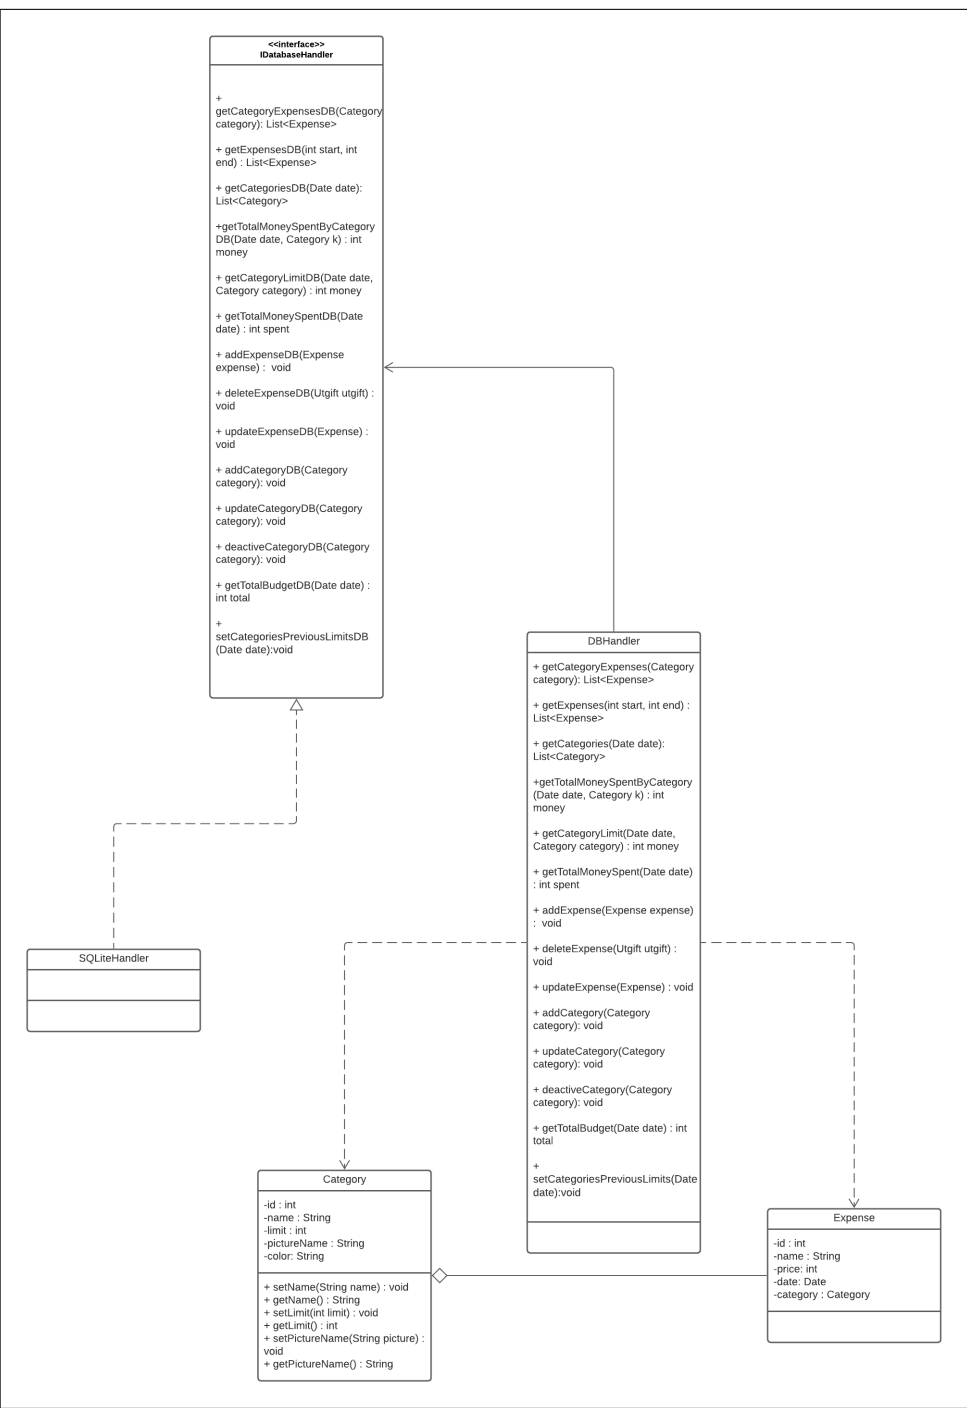 <<interface>>
IDatabaseHandler
+
getCategoryExpensesDB(Category
category): List<Expense>
+ getExpensesDB(int start, int
end) : List<Expense>
+ getCategoriesDB(Date date):
List<Category>
+getTotalMoneySpentByCategory
DB(Date date, Category k) : int
money
+ getCategoryLimitDB(Date date,
Category category) : int money
+ getTotalMoneySpentDB(Date
date) : int spent
+ addExpenseDB(Expense
expense) :  void
+ deleteExpenseDB(Utgift utgift) :
void
+ updateExpenseDB(Expense) :
void
+ addCategoryDB(Category
category): void
+ updateCategoryDB(Category
category): void
+ deactiveCategoryDB(Category
category): void
+ getTotalBudgetDB(Date date) :
int total
+
setCategoriesPreviousLimitsDB
(Date date):void
DBHandler
+ getCategoryExpenses(Category
category): List<Expense>
+ getExpenses(int start, int end) :
List<Expense>
+ getCategories(Date date):
List<Category>
+getTotalMoneySpentByCategory
(Date date, Category k) : int
money
+ getCategoryLimit(Date date,
Category category) : int money
+ getTotalMoneySpent(Date date)
: int spent
+ addExpense(Expense expense)
:  void
+ deleteExpense(Utgift utgift) :
void
+ updateExpense(Expense) : void
+ addCategory(Category
category): void
+ updateCategory(Category
category): void
+ deactiveCategory(Category
category): void
+ getTotalBudget(Date date) : int
total
+
setCategoriesPreviousLimits(Date
date):void
SQLiteHandler
Category
-id : int
-name : String
-limit : int
-pictureName : String
-color: String
+ setName(String name) : void
+ getName() : String
+ setLimit(int limit) : void
+ getLimit() : int
+ setPictureName(String picture) :
void
+ getPictureName() : String
Expense
-id : int
-name : String
-price: int
-date: Date
-category : Category